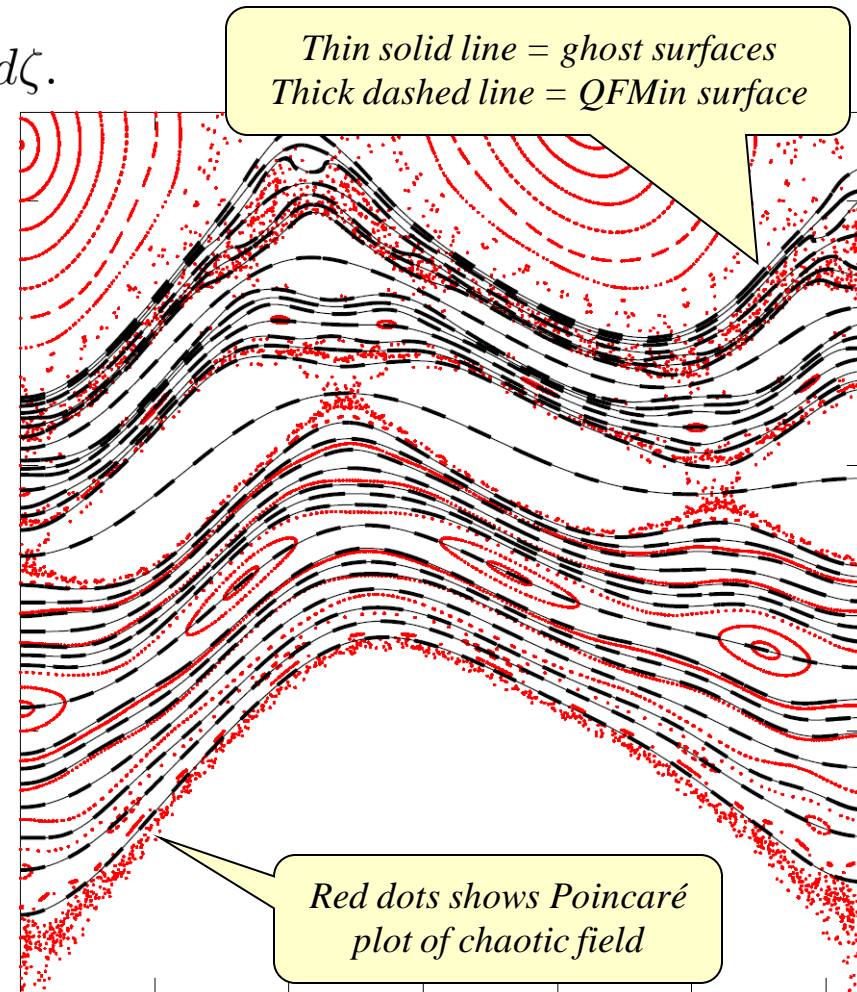 dζ.
Thin solid line = ghost surfaces
Thick dashed line = QFMin surface
Red dots shows Poincaré
plot of chaotic field